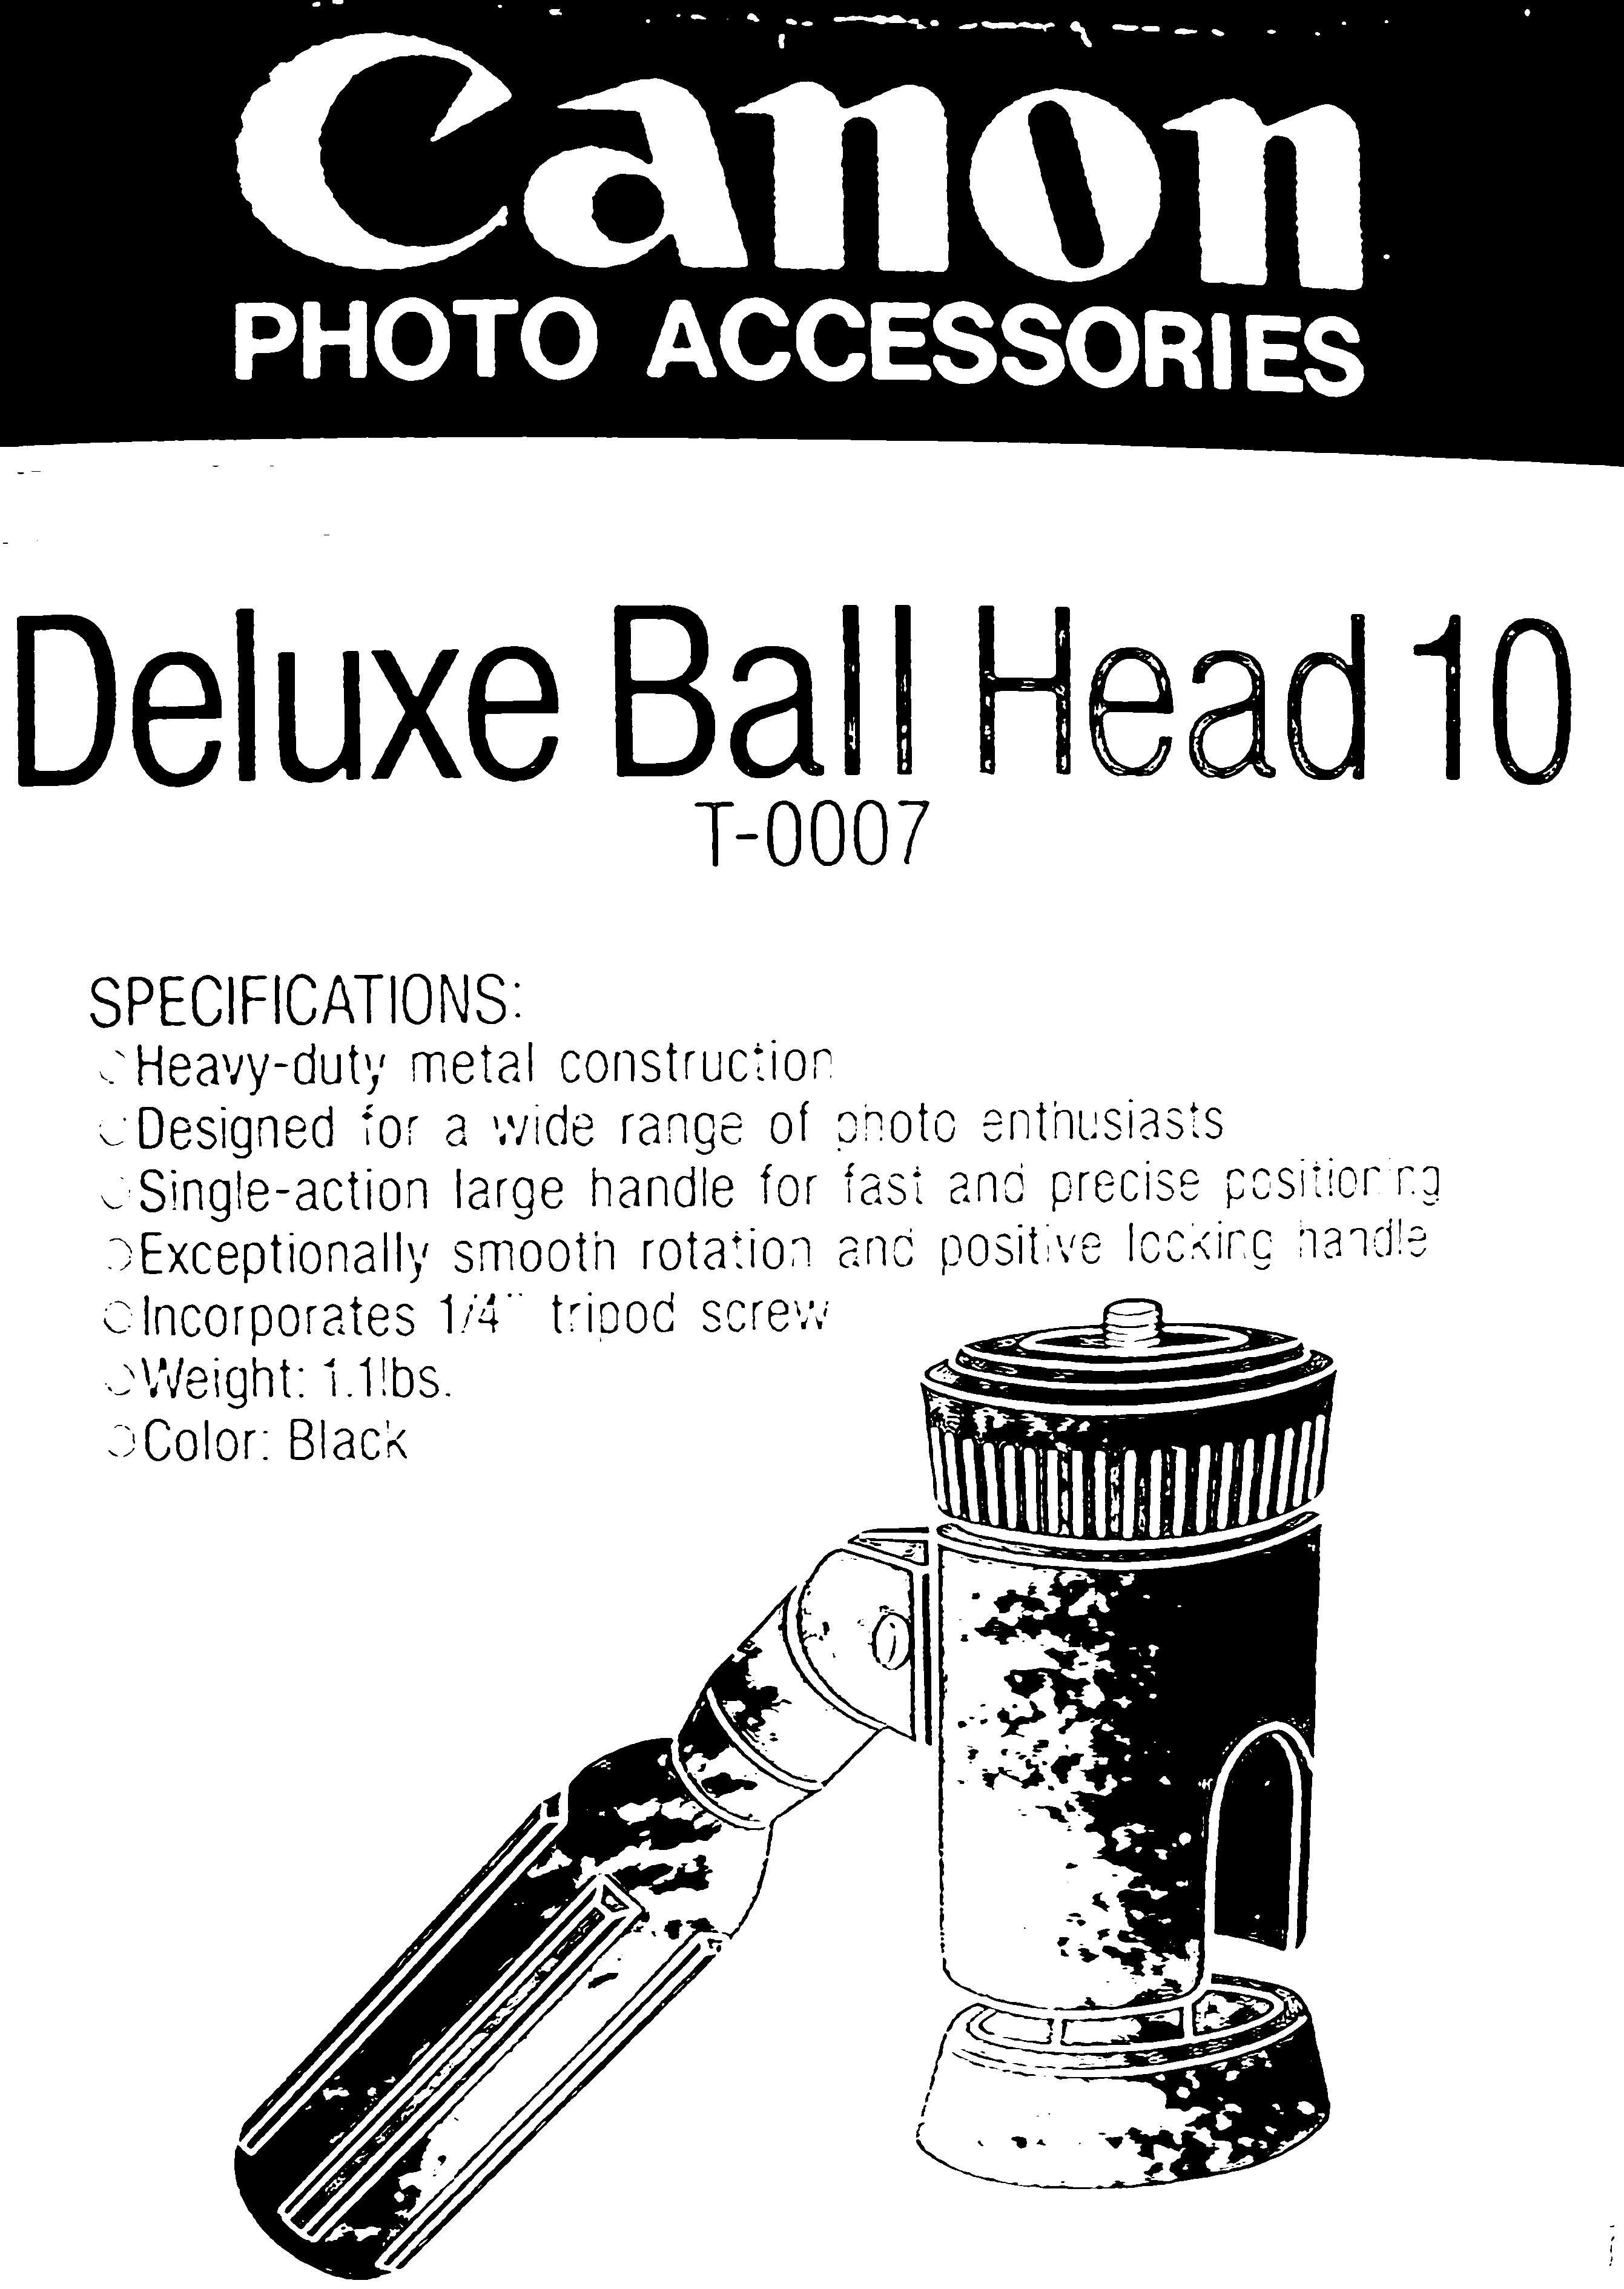 Canon
PHOTO ACCESSORIES
Deluxe Ball Head 10
T-0007
SPECIFICATIONS:
○Heavy-duty metal construction
○Designed for a wide range of photo enthusiasts
○Single-action large handle for fast and precise positioning
○Exceptionally smooth rotation and positive locking handle
○Incorporates 1/4" tripod screw
○Weight: 1.1lbs.
○Color: Black